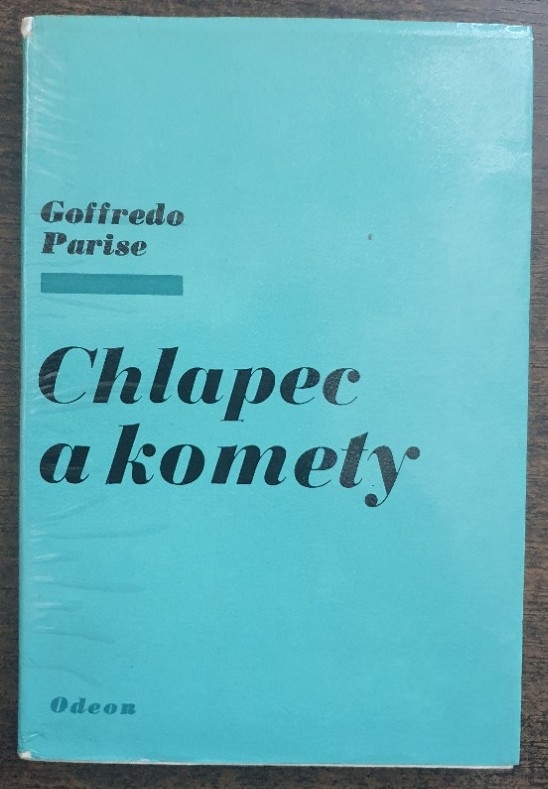 Goffredo
Parise
Chlapec
a komety
Odeon